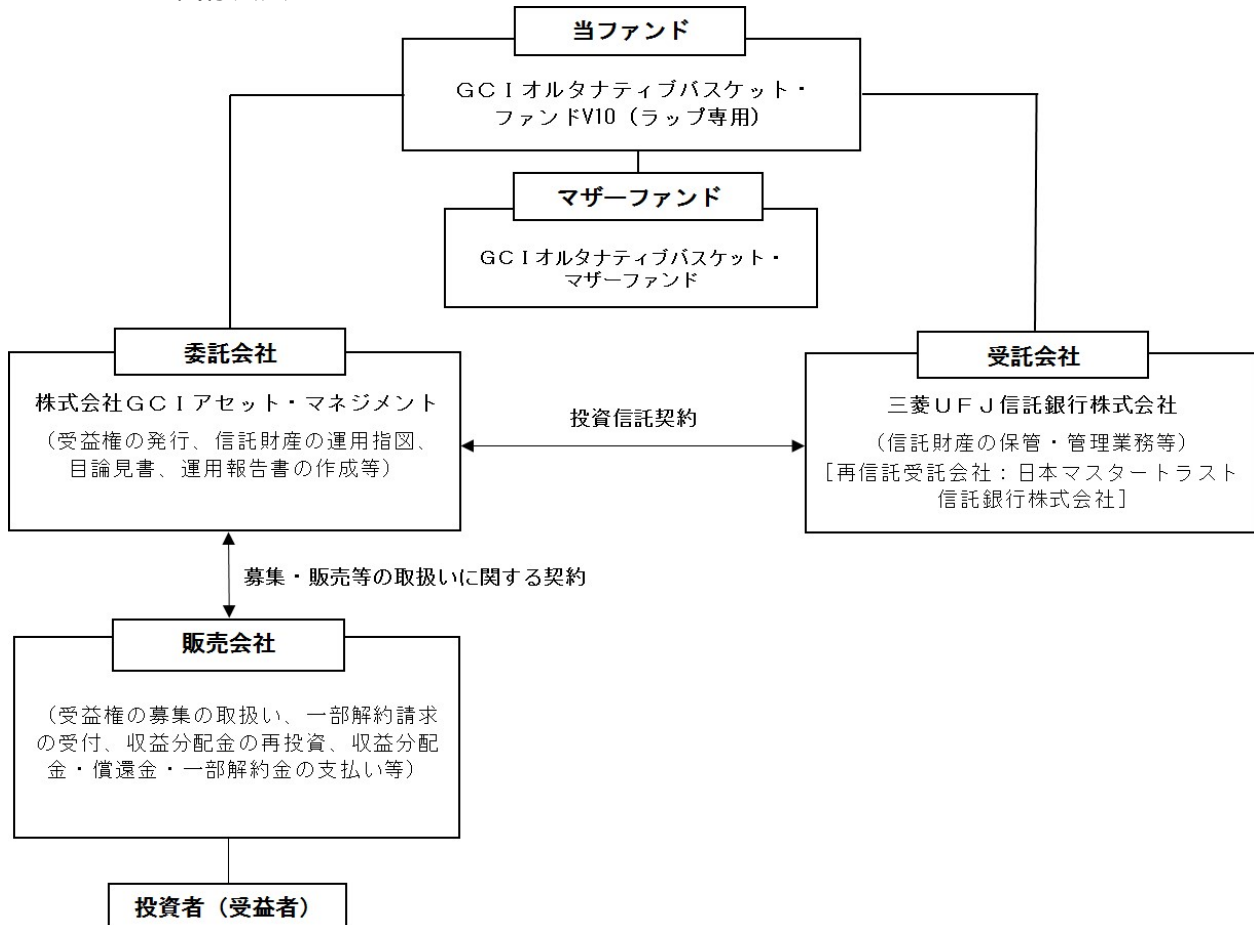 当ファンド
ＧＣＩオルタナティブバスケット・
ファンドV10（ラップ専用）
マザーファンド
ＧＣＩオルタナティブバスケット・
マザーファンド
委託会社
株式会社ＧＣＩアセット・マネジメント
（受益権の発行、信託財産の運用指図、
目論見書、運用報告書の作成等）
投資信託契約
受託会社
三菱ＵＦＪ信託銀行株式会社
（信託財産の保管・管理業務等）
［再信託受託会社：日本マスタートラスト
信託銀行株式会社］
募集・販売等の取扱いに関する契約
販売会社
（受益権の募集の取扱い、一部解約請求
の受付、収益分配金の再投資、収益分配
金・償還金・一部解約金の支払い等）
投資者（受益者）